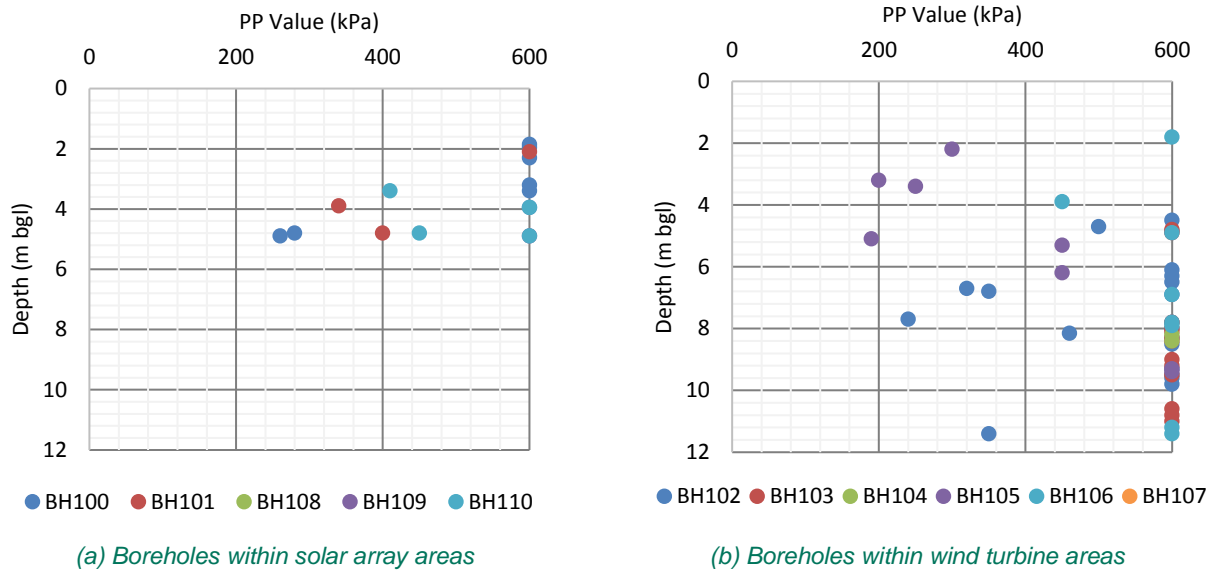 PP Value (kPa)
0 200 400 600
0
2
4
6
8
10
12
Depth (m bgl)
BH100 BH101 BH108 BH109 BH110
(a) Boreholes within solar array areas
PP Value (kPa)
0 200 400 600
0
2
4
6
8
10
12
Depth (m bgl)
BH102 BH103 BH104 BH105 BH106 BH107
(b) Boreholes within wind turbine areas